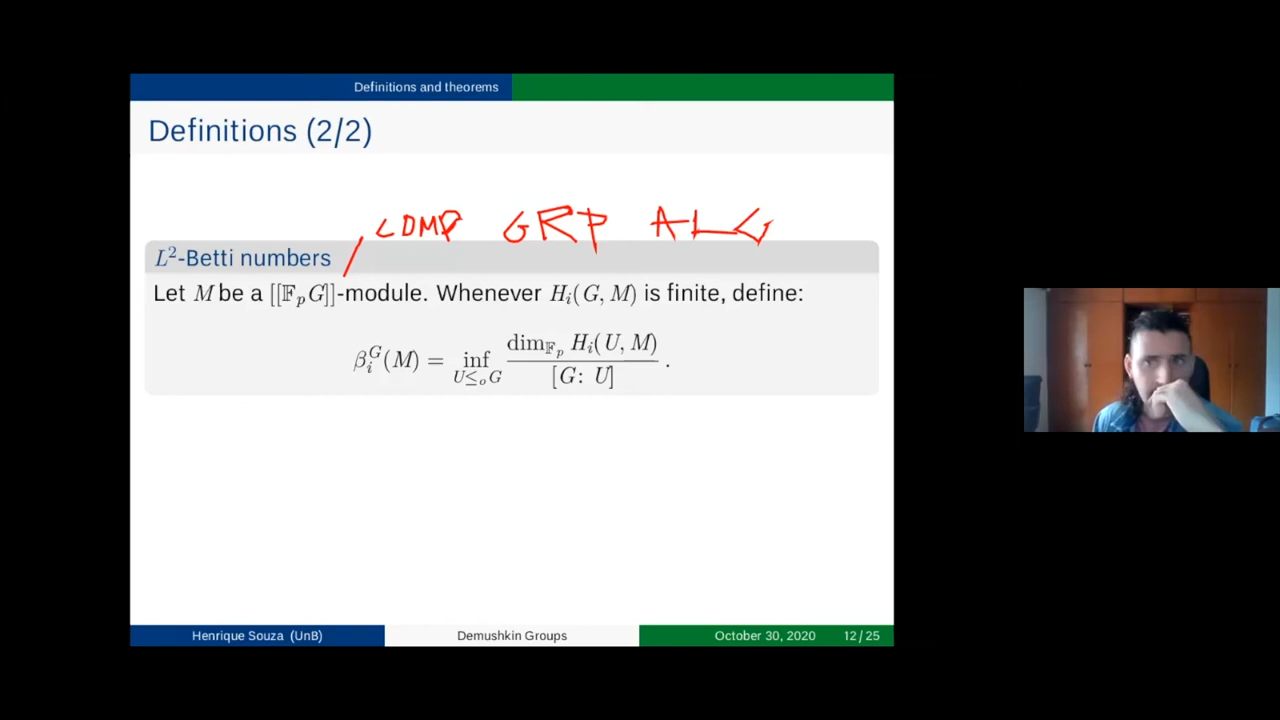 Definitions and theorems
Definitions (2/2)
COMP GRP ALG
L²-Betti numbers
Let M be a [[𝔽ₚG]]-module. Whenever Hᵢ(G, M) is finite, define:
βᵢᴳ(M) = inf_{U≤ₒG} dim_{𝔽ₚ} Hᵢ(U, M) / [G: U] .
Henrique Souza (UnB) Demushkin Groups October 30, 2020 12/25